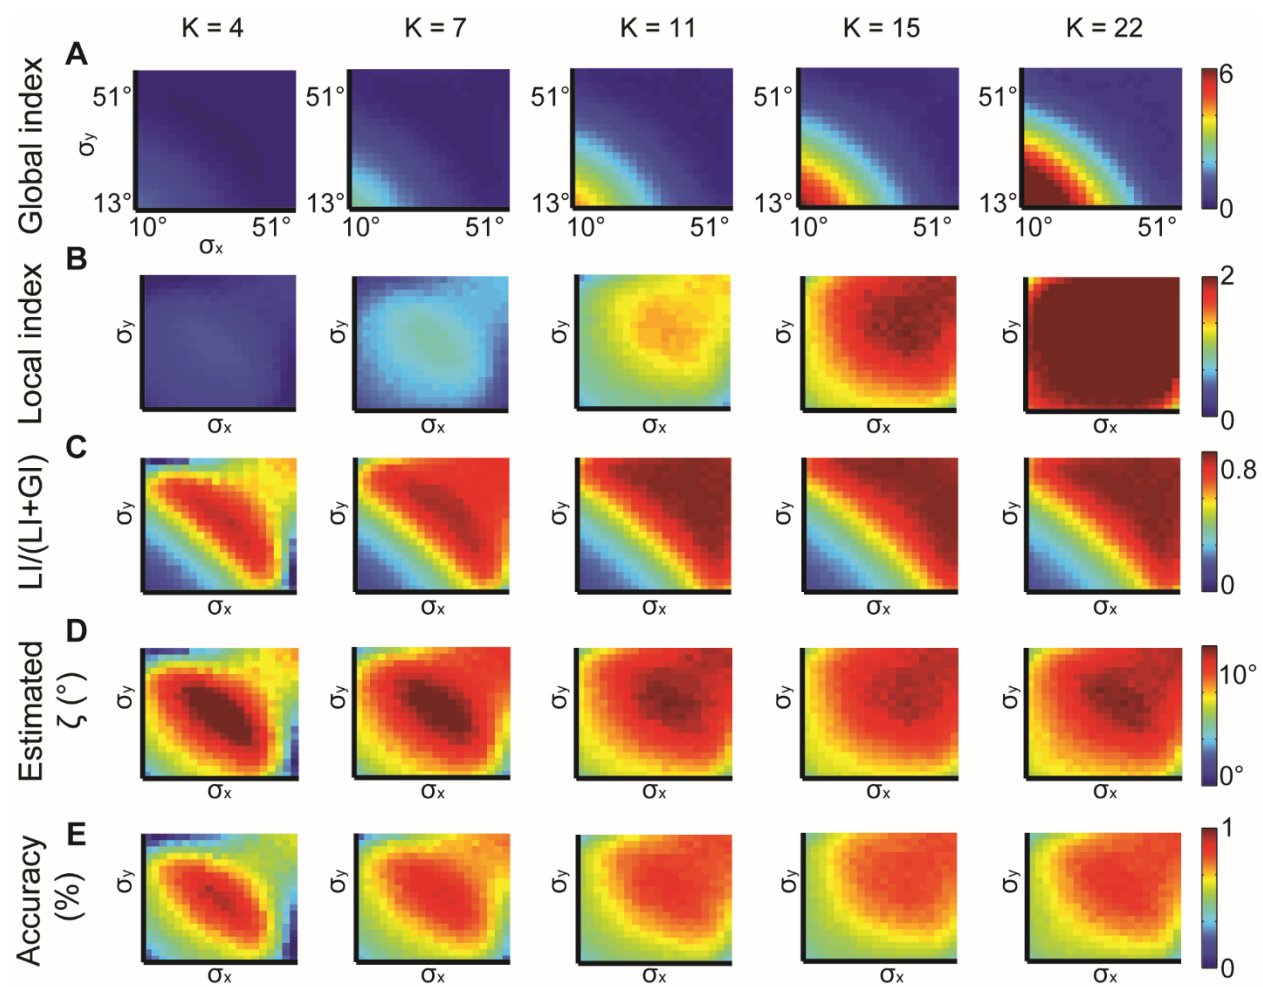 K = 4 K = 7 K = 11 K = 15 K = 22
A
Global index
σy
51° 51° 51° 51° 51°
13° 13° 13° 13° 13°
10° 51° 10° 51° 10° 51° 10° 51° 10° 51°
σx
6
0
B
Local index
σy σy σy σy σy
σx σx σx σx σx
2
0
C
LI/(LI+GI)
σy σy σy σy σy
σx σx σx σx σx
0.8
0
D
Estimated
ζ (°)
σy σy σy σy σy
σx σx σx σx σx
10°
0°
E
Accuracy
(%)
σy σy σy σy σy
σx σx σx σx σx
1
0